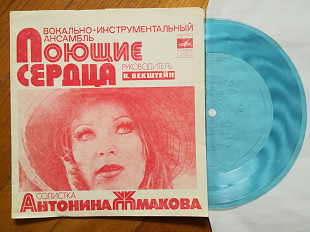 ВОКАЛЬНО-ИНСТРУМЕНТАЛЬНЫЙ
АНСАМБЛЬ
ПОЮЩИЕ
СЕРДЦА
РУКОВОДИТЕЛЬ
В. ВЕКШТЕЙН
СОЛИСТКА
АНТОНИНА ЖМАКОВА